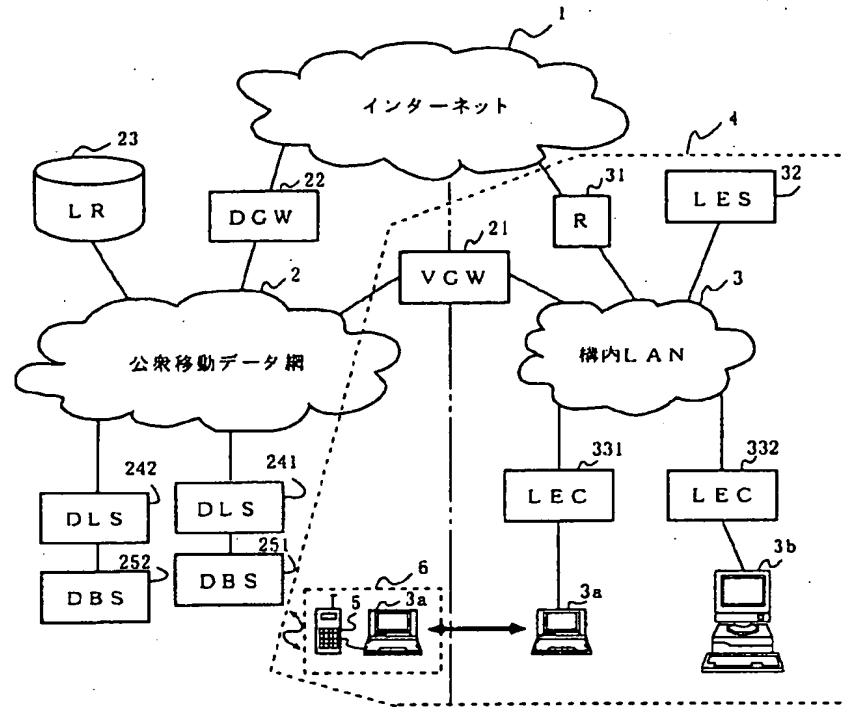 1
インターネット
4
23
LR
22
DGW
31
R
32
LES
21
VGW
2
公衆移動データ網
3
構内LAN
242
DLS
241
DLS
331
LEC
332
LEC
252
DBS
251
DBS
6
5
3a
3a
3b